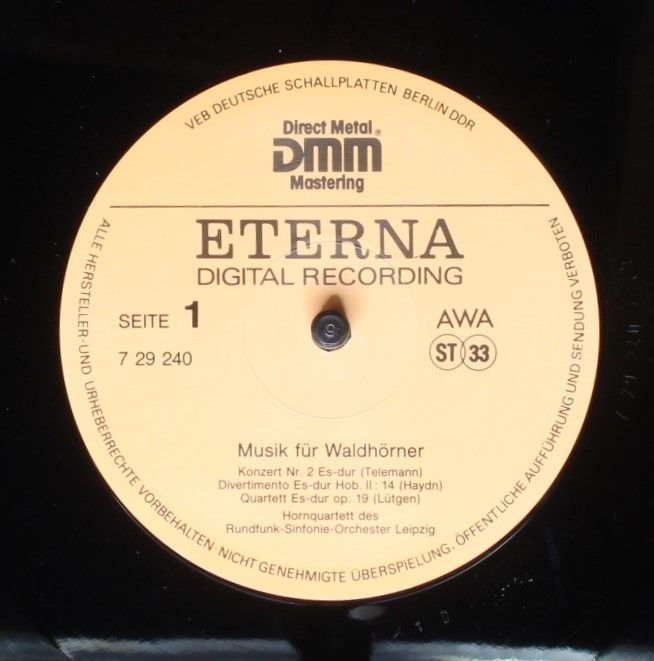 VEB DEUTSCHE SCHALLPLATTEN BERLIN DDR
Direct Metal®
DMM
Mastering
ETERNA
DIGITAL RECORDING
SEITE 1
AWA
7 29 240
ST 33
Musik für Waldhörner
Konzert Nr. 2 Es-dur (Telemann)
Divertimento Es-dur Hob. II : 14 (Haydn)
Quartett Es-dur op. 19 (Lütgen)
Hornquartett des
Rundfunk-Sinfonie-Orchester Leipzig
ALLE HERSTELLER-UND URHEBERRECHTE VORBEHALTEN NICHT GENEHMIGTE ÜBERSPIELUNG, ÖFFENTLICHE AUFFÜHRUNG UND SENDUNG VERBOTEN